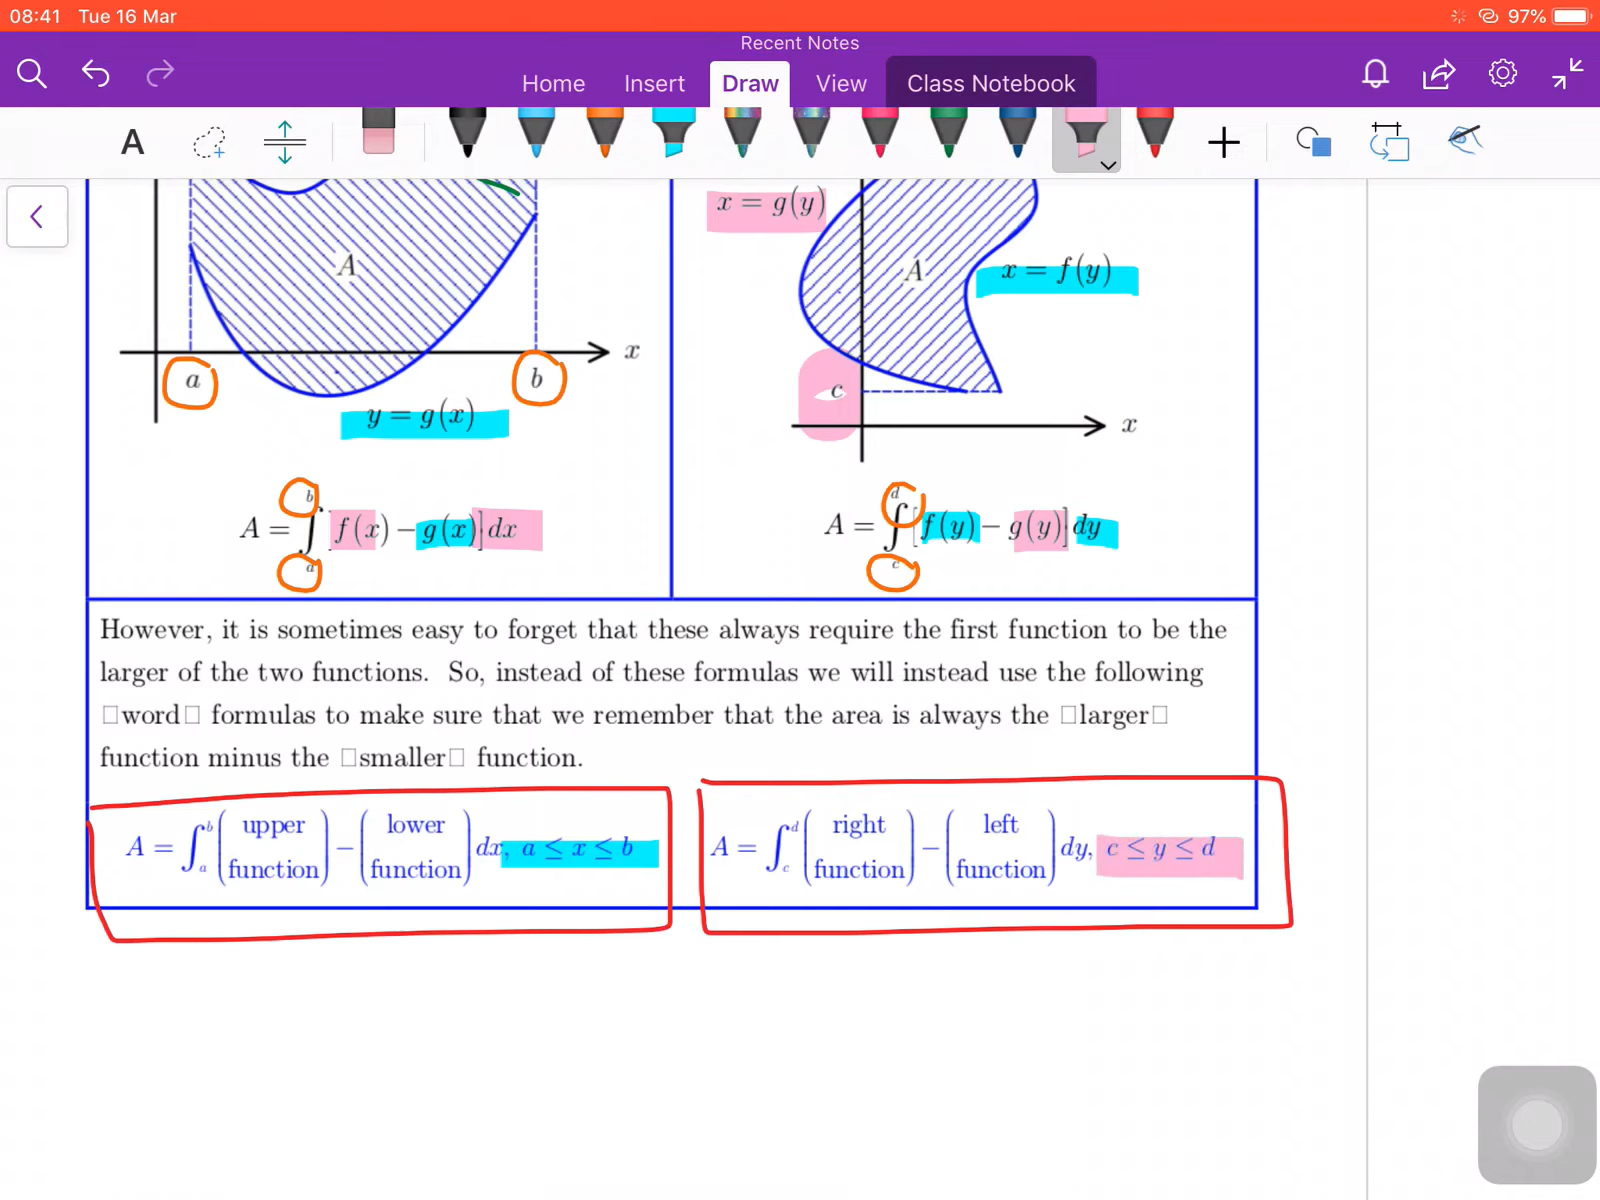 08:41 Tue 16 Mar
97%
Recent Notes
Home Insert Draw View Class Notebook
A
x = g(y)
A
A
x = f(y)
x
a
b
c
y = g(x)
x
A = ∫_a^b [f(x) − g(x)]dx
A = ∫_c^d [f(y) − g(y)]dy
However, it is sometimes easy to forget that these always require the first function to be the
larger of the two functions. So, instead of these formulas we will instead use the following
□word□ formulas to make sure that we remember that the area is always the □larger□
function minus the □smaller□ function.
A = ∫_a^b (upper function) − (lower function) dx, a ≤ x ≤ b
A = ∫_c^d (right function) − (left function) dy, c ≤ y ≤ d